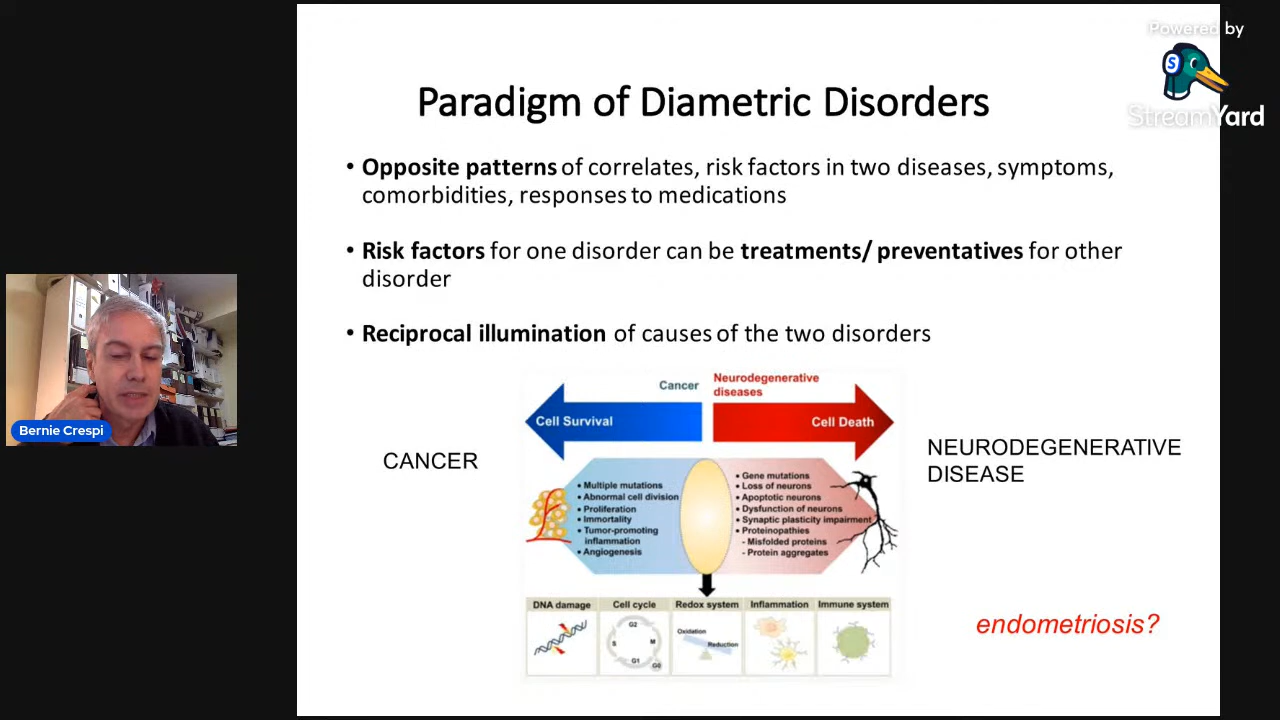 Powered by
StreamYard
Paradigm of Diametric Disorders
• Opposite patterns of correlates, risk factors in two diseases, symptoms,
comorbidities, responses to medications
• Risk factors for one disorder can be treatments/ preventatives for other
disorder
• Reciprocal illumination of causes of the two disorders
Bernie Crespi
CANCER
Cancer
Neurodegenerative
diseases
Cell Survival
Cell Death
• Multiple mutations
• Abnormal cell division
• Proliferation
• Immortality
• Tumor-promoting
inflammation
• Angiogenesis
• Gene mutations
• Loss of neurons
• Apoptotic neurons
• Dysfunction of neurons
• Synaptic plasticity impairment
• Proteinopathies
- Misfolded proteins
- Protein aggregates
NEURODEGENERATIVE
DISEASE
DNA damage
Cell cycle
Redox system
Inflammation
Immune system
G2
S
M
G1
G0
Oxidation
Reduction
endometriosis?